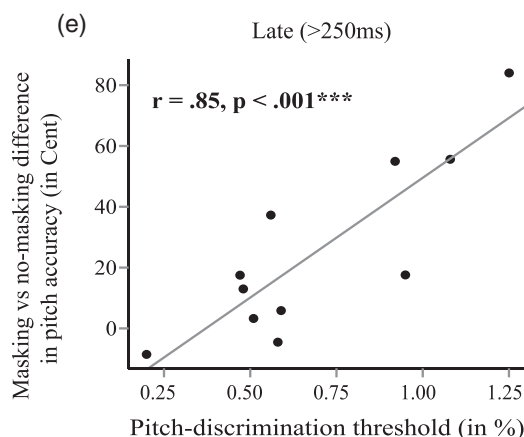 (e)
Late (>250ms)
r = .85, p < .001***
Masking vs no-masking difference
in pitch accuracy (in Cent)
80
60
40
20
0
0.25 0.50 0.75 1.00 1.25
Pitch-discrimination threshold (in %)